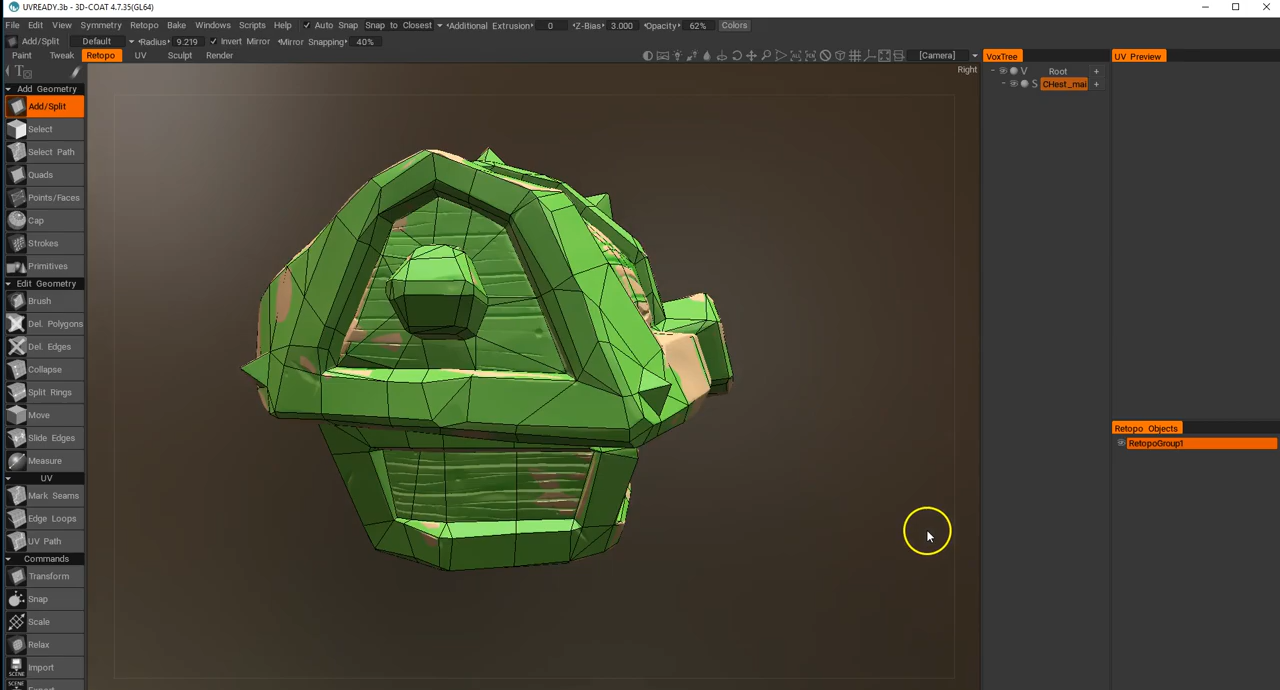 UVREADY.3b - 3D-COAT 4.7.35(GL64)
File Edit View Symmetry Retopo Bake Windows Scripts Help Auto Snap Snap to Closest Additional Extrusion 0 Z-Bias 3.000 Opacity 62% Colors
Add/Split Default Radius 9.219 Invert Mirror Mirror Snapping 40%
Paint Tweak Retopo UV Sculpt Render [Camera] VoxTree UV Preview
Right
V Root +
S CHest_mai +
Add Geometry
Add/Split
Select
Select Path
Quads
Points/Faces
Cap
Strokes
Primitives
Edit Geometry
Brush
Del. Polygons
Del. Edges
Collapse
Split Rings
Move
Slide Edges
Measure
UV
Mark Seams
Edge Loops
UV Path
Commands
Transform
Snap
Scale
Relax
SCENE Import
SCENE
Retopo Objects
RetopoGroup1